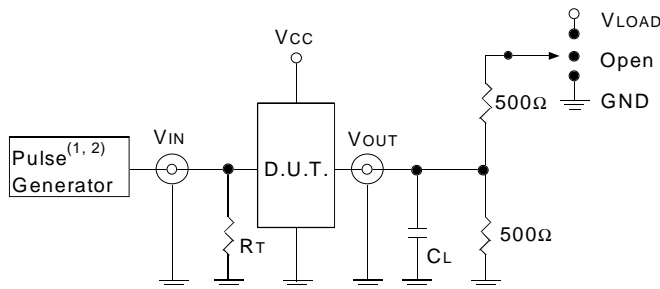 VLOAD
Open
GND
VCC
500Ω
VIN
VOUT
Pulse(1, 2)
Generator
D.U.T.
RT
CL
500Ω